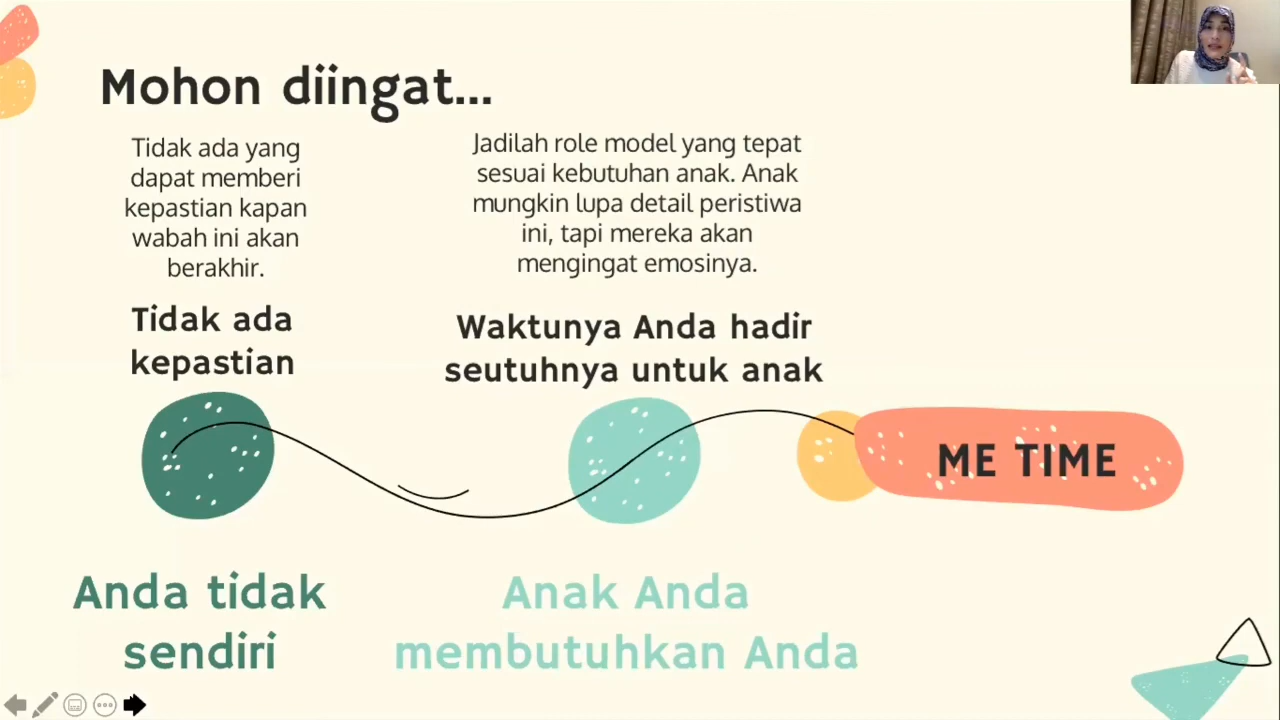 Mohon diingat...
Tidak ada yang
dapat memberi
kepastian kapan
wabah ini akan
berakhir.
Tidak ada
kepastian
Anda tidak
sendiri
Jadilah role model yang tepat
sesuai kebutuhan anak. Anak
mungkin lupa detail peristiwa
ini, tapi mereka akan
mengingat emosinya.
Waktunya Anda hadir
seutuhnya untuk anak
Anak Anda
membutuhkan Anda
ME TIME